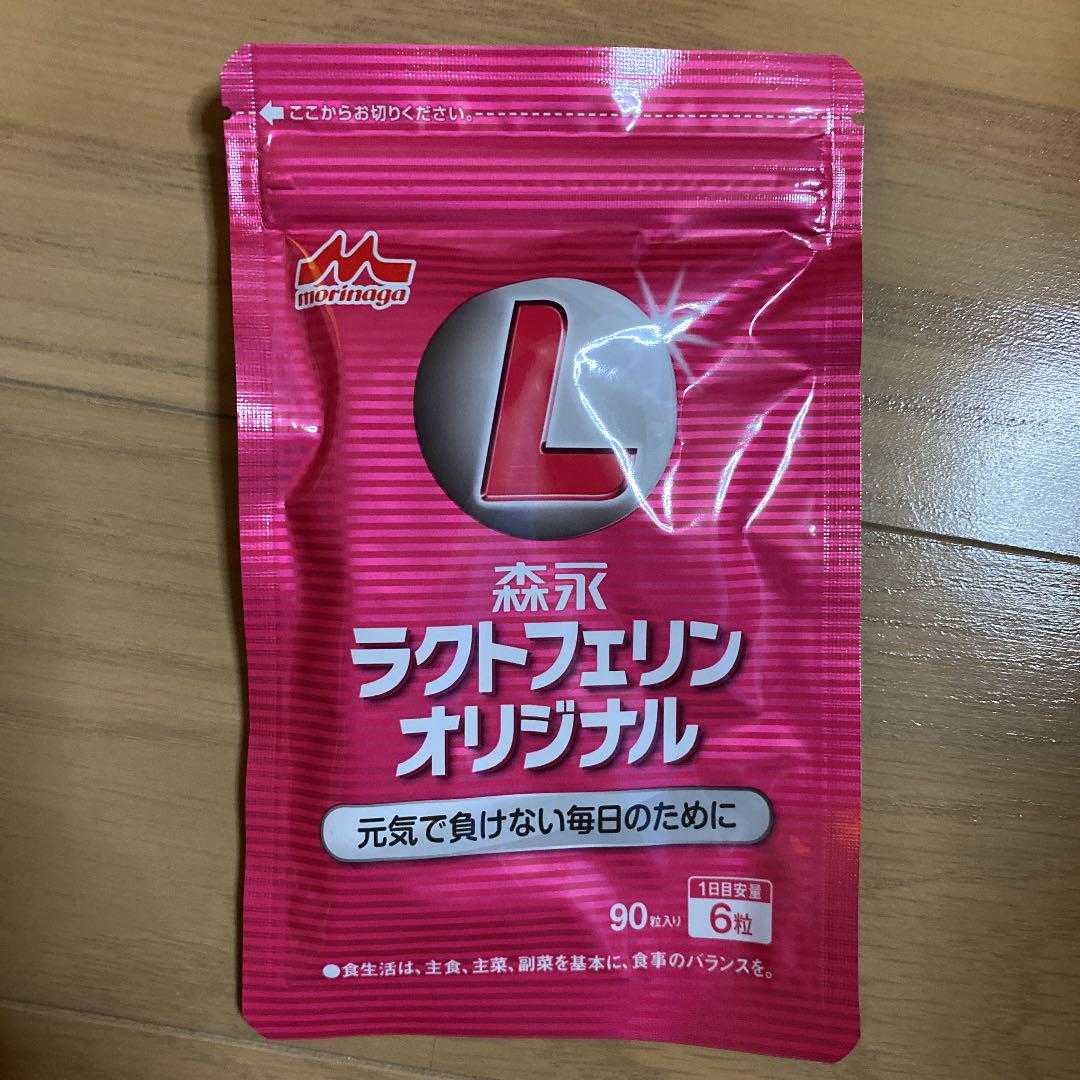 ここからお切りください。
morinaga
L
森永
ラクトフェリン
オリジナル
元気で負けない毎日のために
90粒入り
1日目安量
6粒
●食生活は、主食、主菜、副菜を基本に、食事のバランスを。